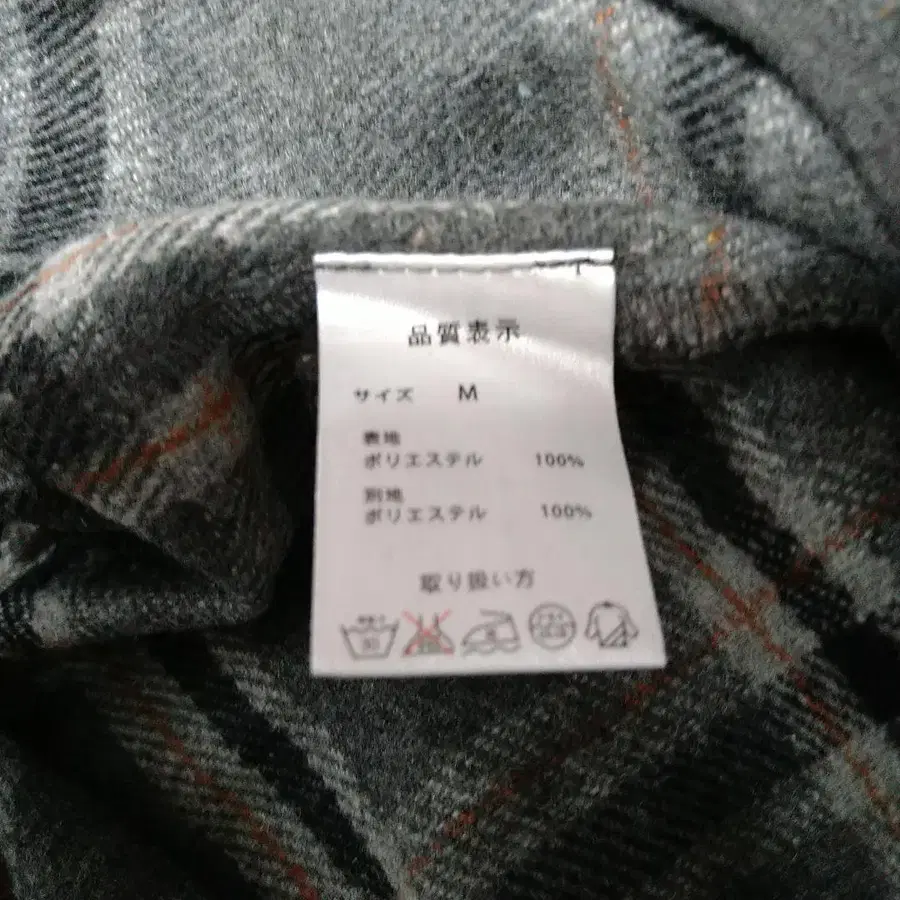 品質表示
サイズ M
表地
ポリエステル 100%
別地
ポリエステル 100%
取り扱い方